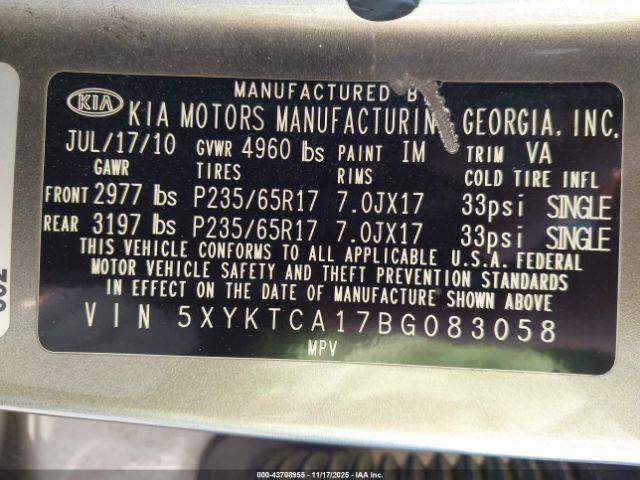 MANUFACTURED BY
KIA KIA MOTORS MANUFACTURING GEORGIA, INC.
JUL/17/10 GVWR 4960 lbs PAINT IM TRIM VA
GAWR TIRES RIMS COLD TIRE INFL
FRONT 2977 lbs P235/65R17 7.0JX17 33psi SINGLE
REAR 3197 lbs P235/65R17 7.0JX17 33psi SINGLE
THIS VEHICLE CONFORMS TO ALL APPLICABLE U.S.A. FEDERAL
MOTOR VEHICLE SAFETY AND THEFT PREVENTION STANDARDS
IN EFFECT ON THE DATE OF MANUFACTURE SHOWN ABOVE
VIN 5XYKTCA17BG083058
MPV
000-43708955 - 11/17/2025 - IAA Inc.